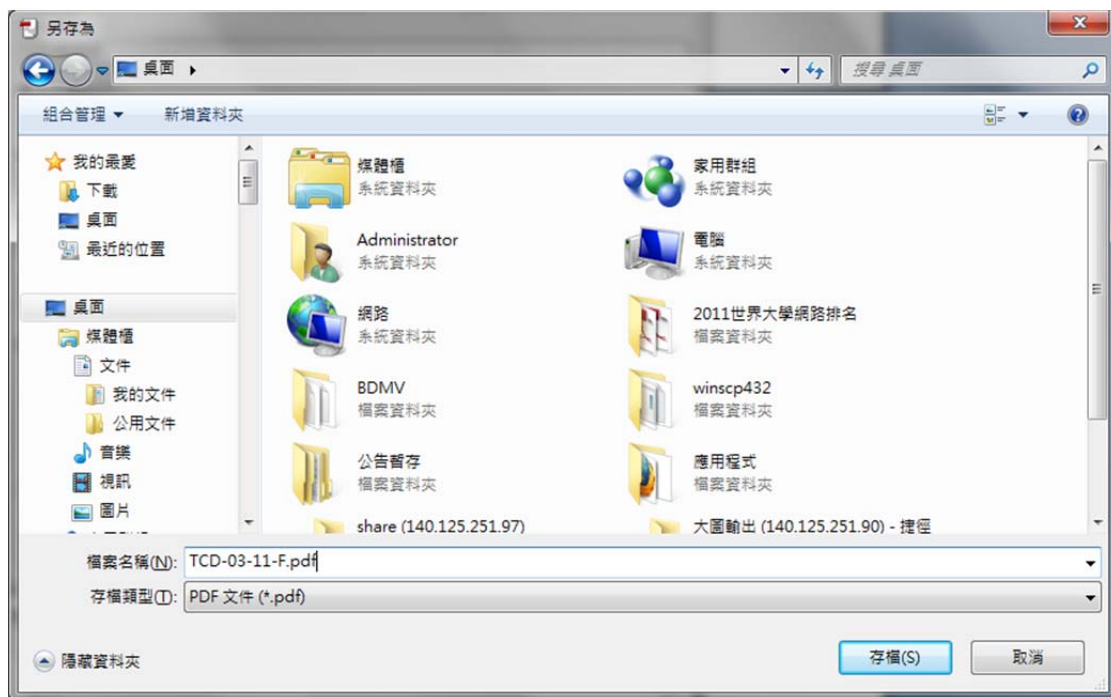 另存為
桌面
搜尋 桌面
組合管理
新增資料夾
我的最愛
下載
桌面
最近的位置
桌面
媒體櫃
文件
我的文件
公用文件
音樂
視訊
圖片
媒體櫃
系統資料夾
家用群組
系統資料夾
Administrator
系統資料夾
電腦
系統資料夾
網路
系統資料夾
2011世界大學網路排名
檔案資料夾
BDMV
檔案資料夾
winscp432
檔案資料夾
公告暫存
檔案資料夾
應用程式
檔案資料夾
share (140.125.251.97)
大圖輸出 (140.125.251.90) - 捷徑
檔案名稱(N): TCD-03-11-F.pdf
存檔類型(T): PDF 文件 (*.pdf)
隱藏資料夾
存檔(S)
取消